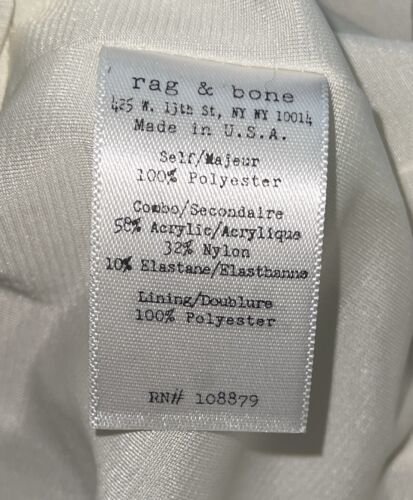 rag & bone
425 W. 13th St, NY NY 10014
Made in U.S.A.
Self/Majeur
100% Polyester
Combo/Secondaire
58% Acrylic/Acrylique
32% Nylon
10% Elastane/Elasthanne
Lining/Doublure
100% Polyester
RN# 108879